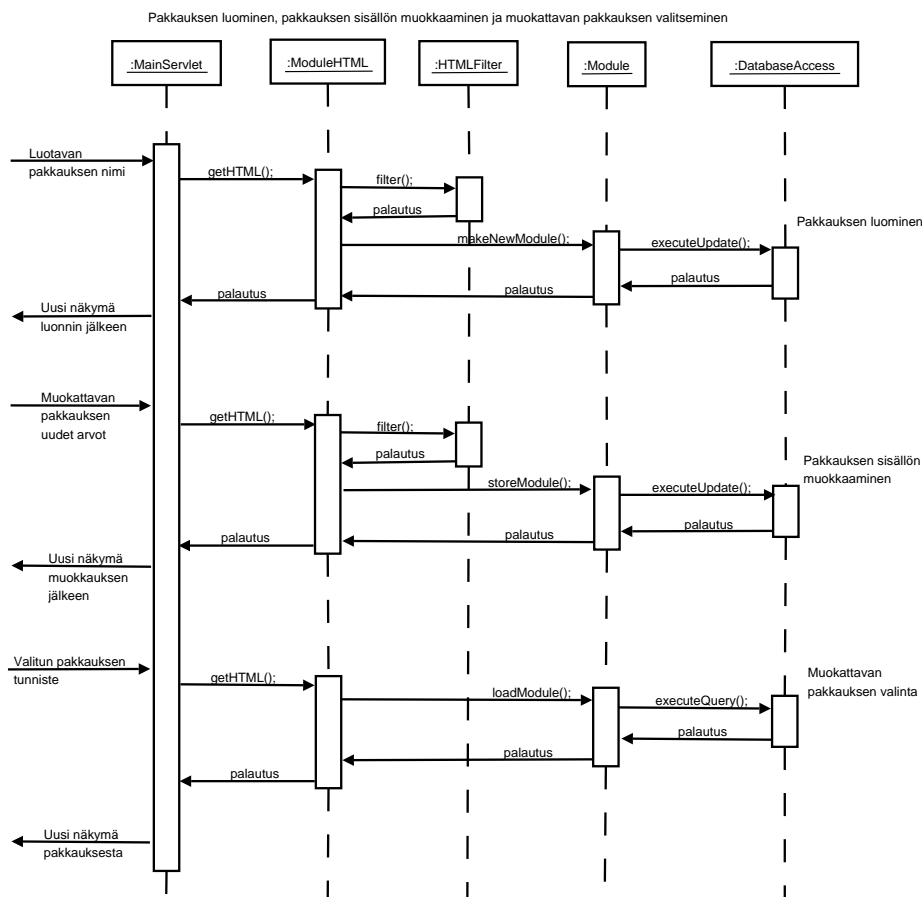 Pakkauksen luominen, pakkauksen sisällön muokkaaminen ja muokattavan pakkauksen valitseminen
:MainServlet
:ModuleHTML
:HTMLFilter
:Module
:DatabaseAccess
Luotavan
pakkauksen nimi
getHTML();
filter();
palautus
makeNewModule();
executeUpdate();
Pakkauksen luominen
palautus
palautus
palautus
Uusi näkymä
luonnin jälkeen
Muokattavan
pakkauksen
uudet arvot
getHTML();
filter();
palautus
storeModule();
executeUpdate();
Pakkauksen sisällön
muokkaaminen
palautus
palautus
palautus
Uusi näkymä
muokkauksen
jälkeen
Valitun pakkauksen
tunniste
getHTML();
loadModule();
executeQuery();
Muokattavan
pakkauksen valinta
palautus
palautus
palautus
Uusi näkymä
pakkauksesta